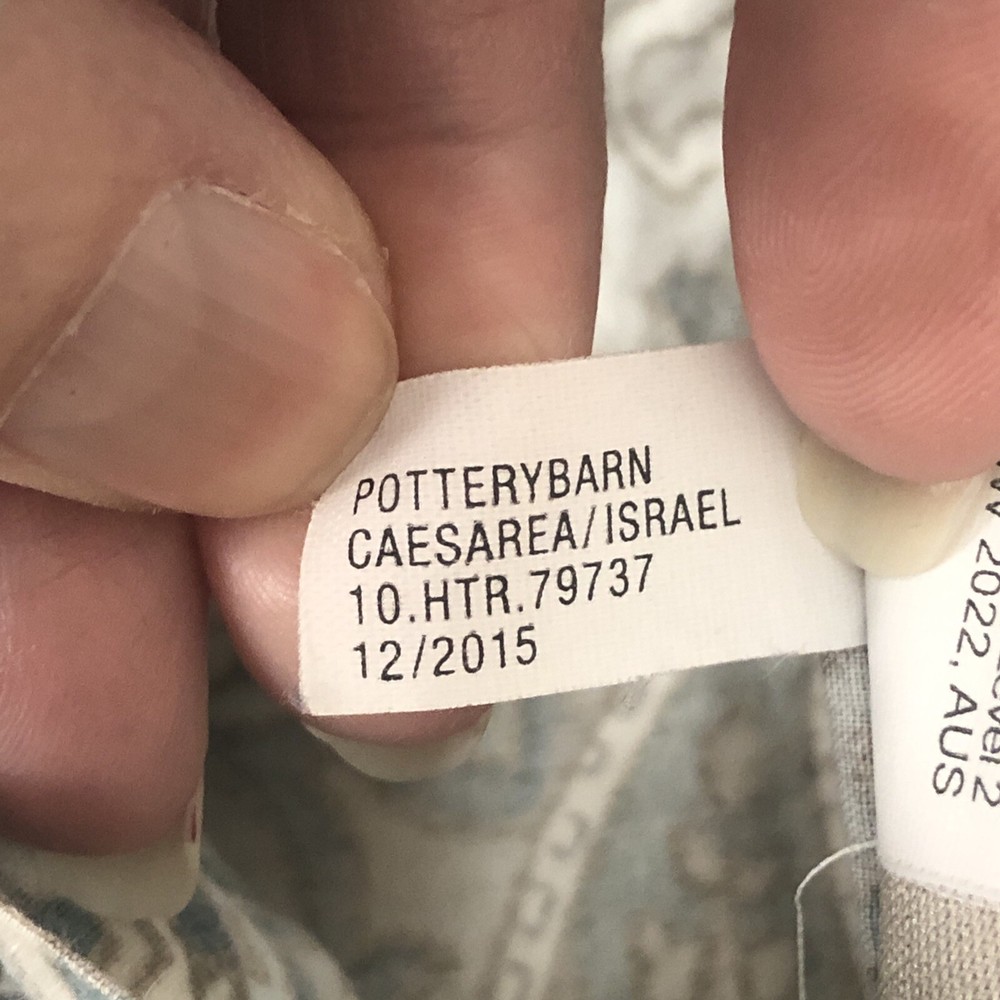 POTTERYBARN
CAESAREA/ISRAEL
10.HTR.79737
12/2015
2022, AUS